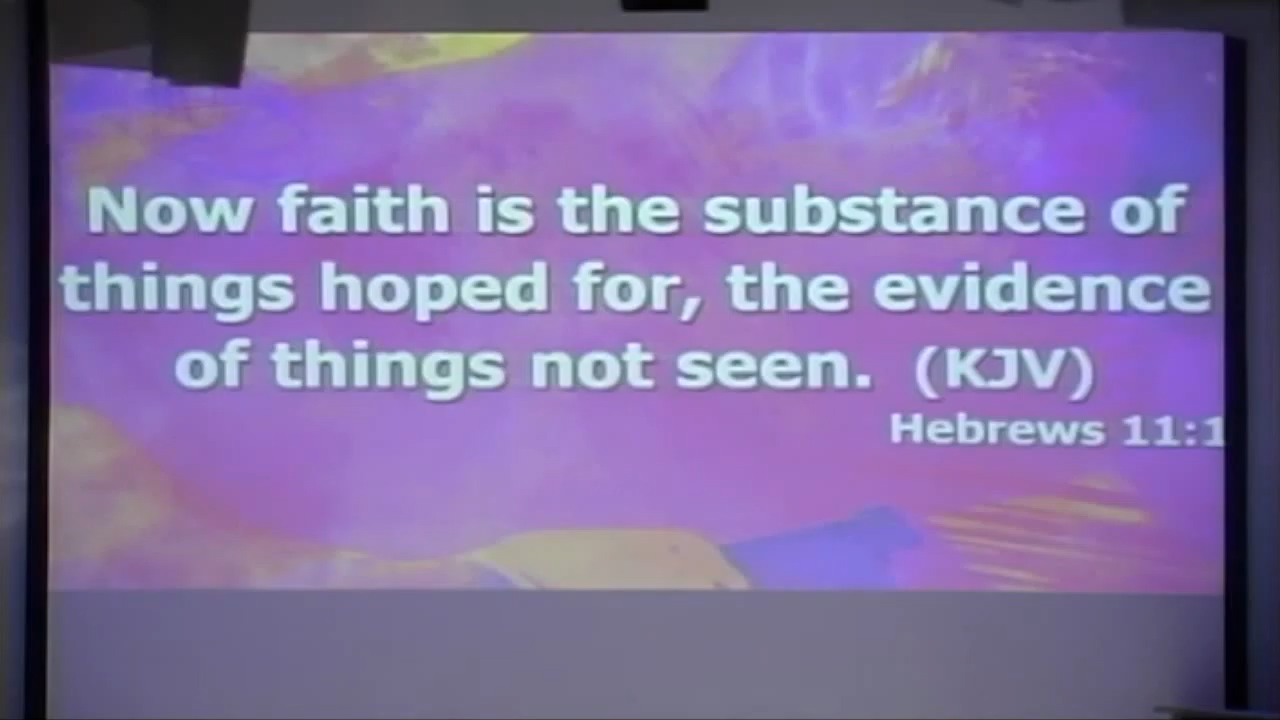 Now faith is the substance of
things hoped for, the evidence
of things not seen. (KJV)
Hebrews 11:1